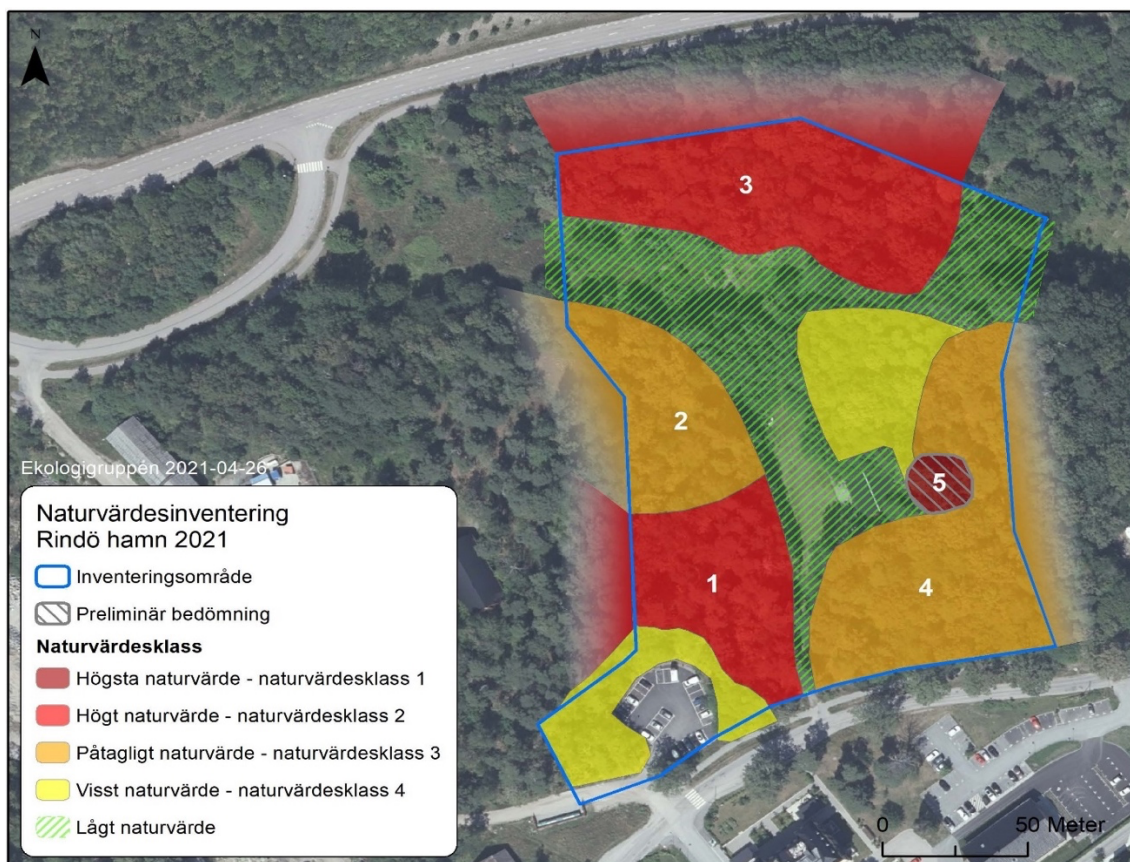 N
3
2
5
1
4
Ekologigruppen 2021-04-26
Naturvärdesinventering
Rindö hamn 2021
Inventeringsområde
Preliminär bedömning
Naturvärdesklass
Högsta naturvärde - naturvärdesklass 1
Högt naturvärde - naturvärdesklass 2
Påtagligt naturvärde - naturvärdesklass 3
Visst naturvärde - naturvärdesklass 4
Lågt naturvärde
0 50 Meter